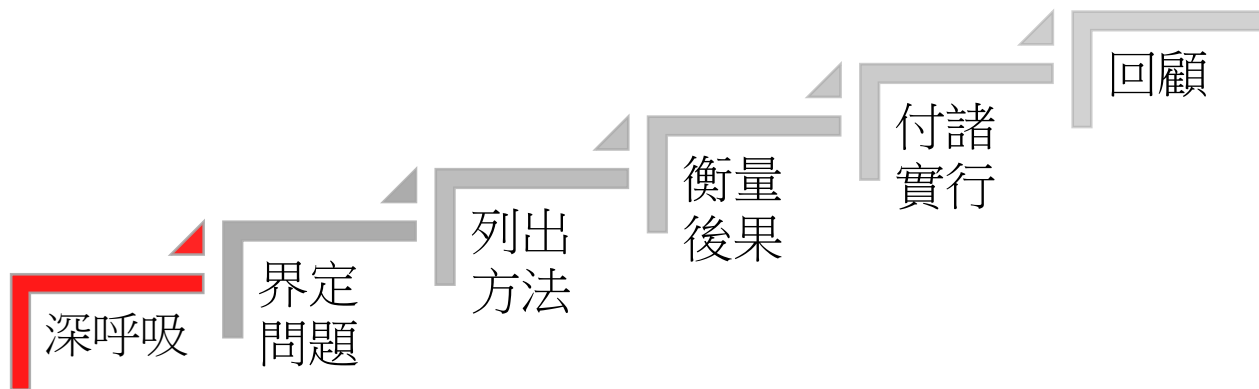 深呼吸
界定
問題
列出
方法
衡量
後果
付諸
實行
回顧